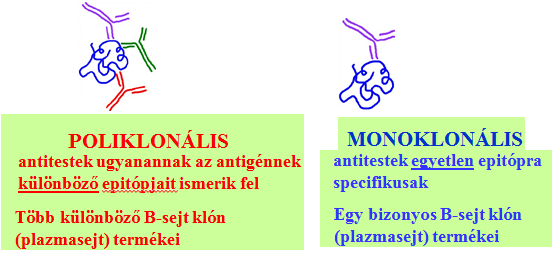 POLIKLONÁLIS
antitestek ugyanannak az antigénnek
különböző epitópjait ismerik fel
Több különböző B-sejt klón
(plazmasejt) termékei
MONOKLONÁLIS
antitestek egyetlen epitópra
specifikusak
Egy bizonyos B-sejt klón
(plazmasejt) termékei